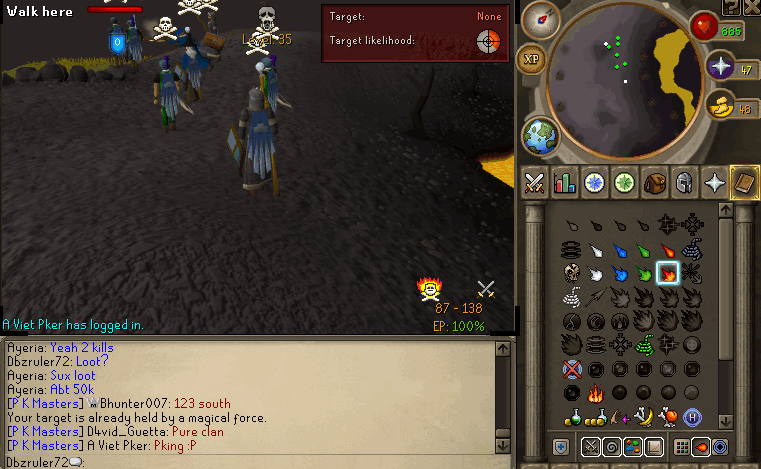 Walk here
Level: 35
Target: None
Target likelihood:
885
XP
47
48
87 - 138
EP: 100%
A Viet Pker has logged in.
Ayeria: Yeah 2 kills
Dbzruler72: Loot?
Ayeria: Sux loot
Ayeria: Abt 50k
[P K Masters] Bhunter007: 123 south
Your target is already held by a magical force.
[P K Masters] D4vid_Guetta: Pure clan
[P K Masters] A Viet Pker: Pking :P
Dbzruler72: